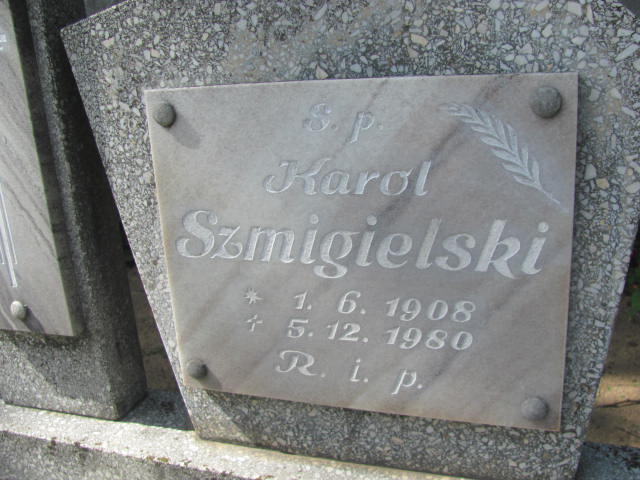 S. p.
Karol
Szmigielski
* 1. 6. 1908
† 5. 12. 1980
R. i. p.